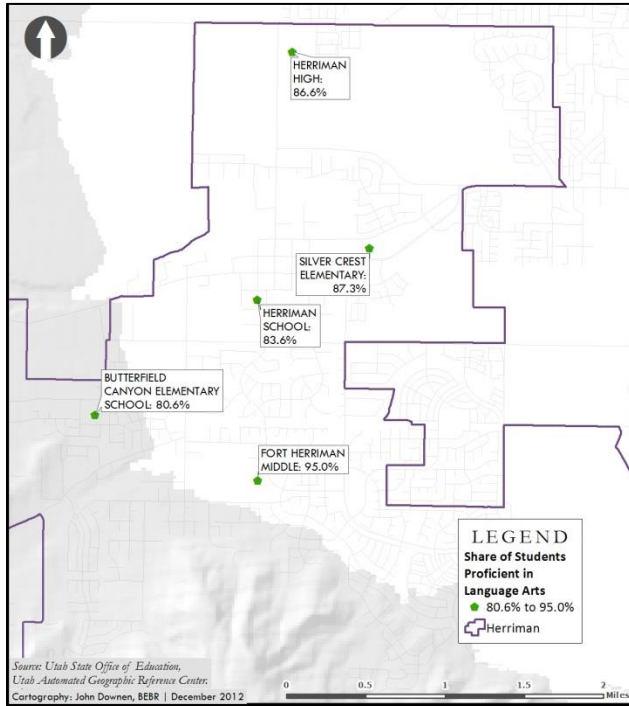 HERRIMAN
HIGH:
86.6%
SILVER CREST
ELEMENTARY:
87.3%
HERRIMAN
SCHOOL:
83.6%
BUTTERFIELD
CANYON ELEMENTARY
SCHOOL: 80.6%
FORT HERRIMAN
MIDDLE: 95.0%
LEGEND
Share of Students
Proficient in
Language Arts
80.6% to 95.0%
Herriman
Source: Utah State Office of Education,
Utah Automated Geographic Reference Center.
Cartography: John Downen, BEBR | December 2012
0 0.5 1 1.5 2
Miles